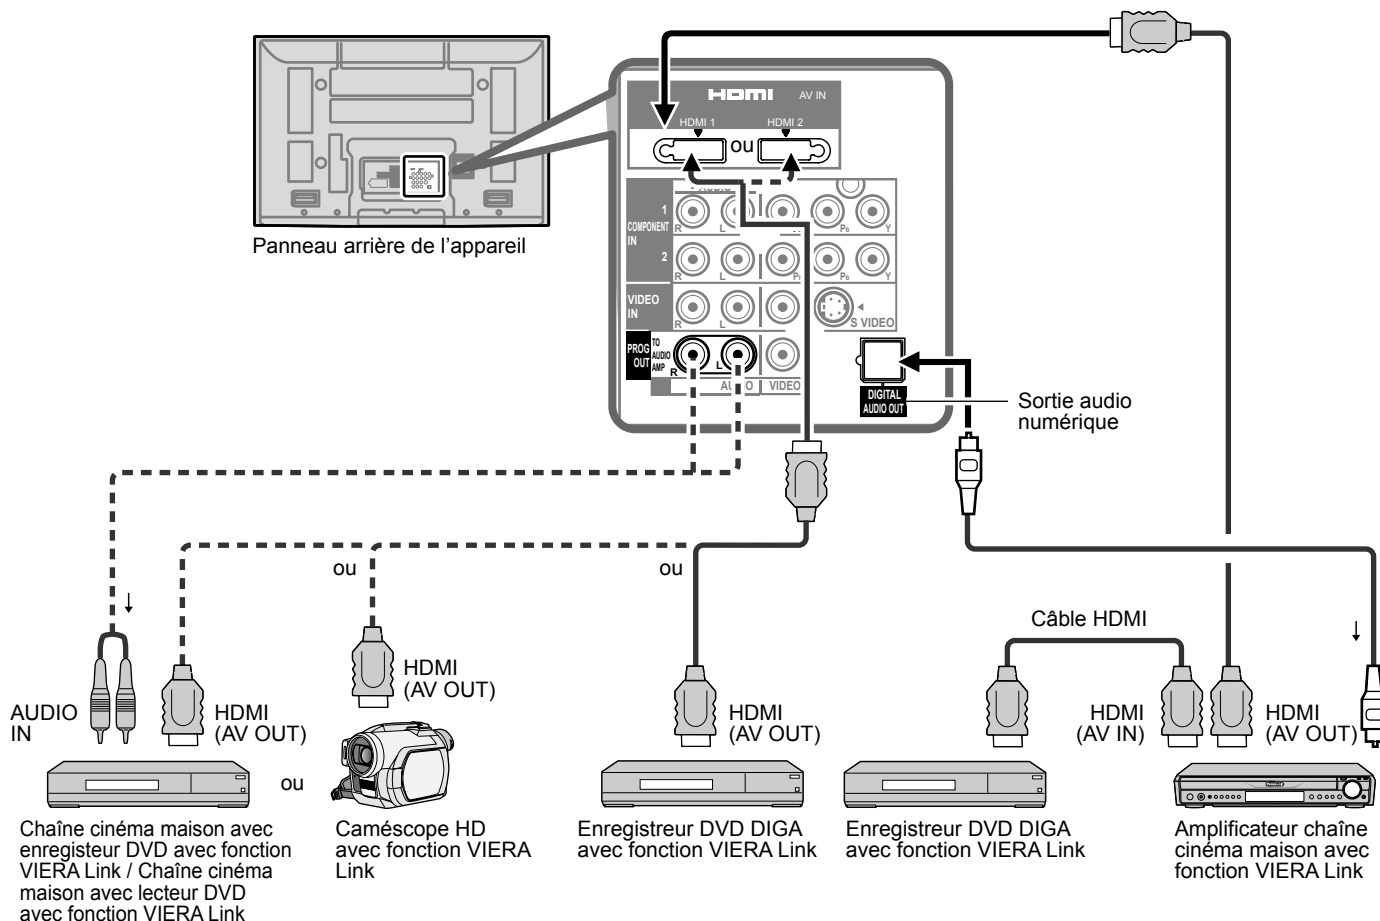 HDMI AV IN
HDMI 1 HDMI 2
ou
AUDIO
1
COMPONENT
IN
R L PB Y
2
R L PB Y
VIDEO
IN
R L S VIDEO
PROG
OUT
TO
AUDIO
AMP
R L
AUDIO VIDEO
DIGITAL
AUDIO OUT
Panneau arrière de l'appareil
Sortie audio
numérique
ou
ou
Câble HDMI
AUDIO
IN
HDMI
(AV OUT)
HDMI
(AV OUT)
HDMI
(AV OUT)
HDMI
(AV IN)
HDMI
(AV OUT)
ou
Chaîne cinéma maison avec
enregisteur DVD avec fonction
VIERA Link / Chaîne cinéma
maison avec lecteur DVD
avec fonction VIERA Link
Caméscope HD
avec fonction VIERA
Link
Enregistreur DVD DIGA
avec fonction VIERA Link
Enregistreur DVD DIGA
avec fonction VIERA Link
Amplificateur chaîne
cinéma maison avec
fonction VIERA Link